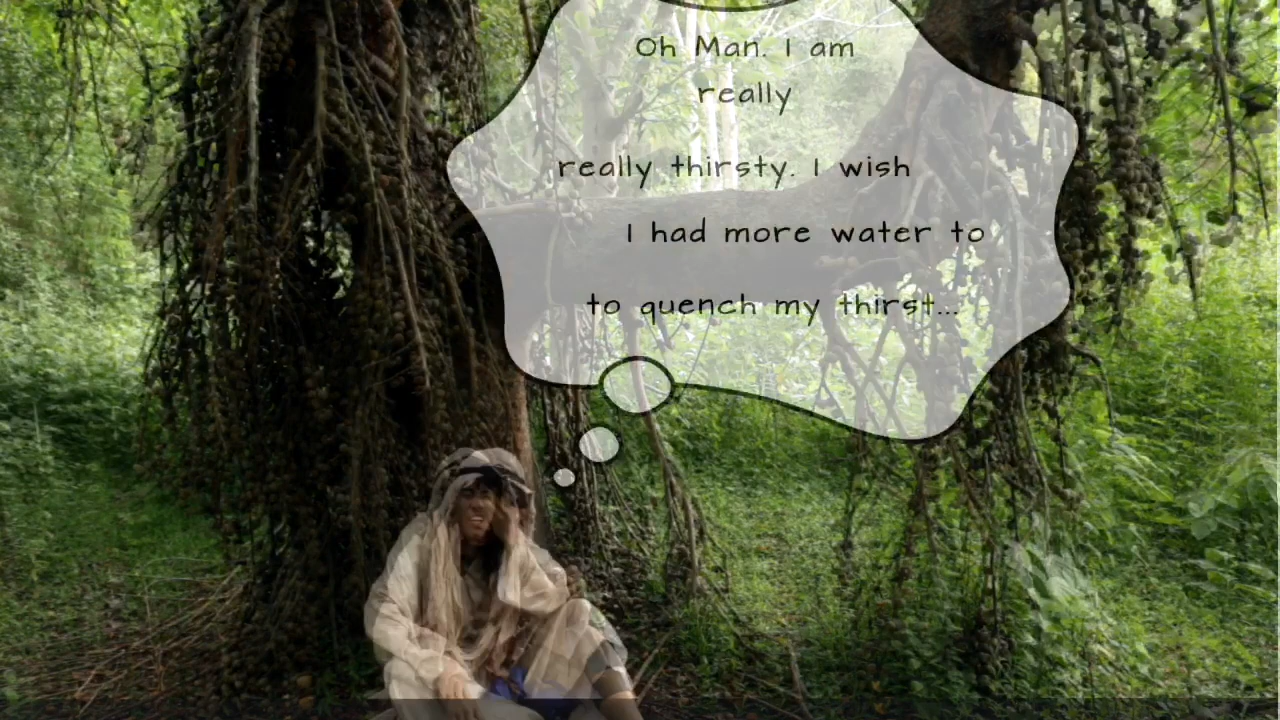 Oh Man. I am
really
really thirsty. I wish
I had more water to
to quench my thirst...